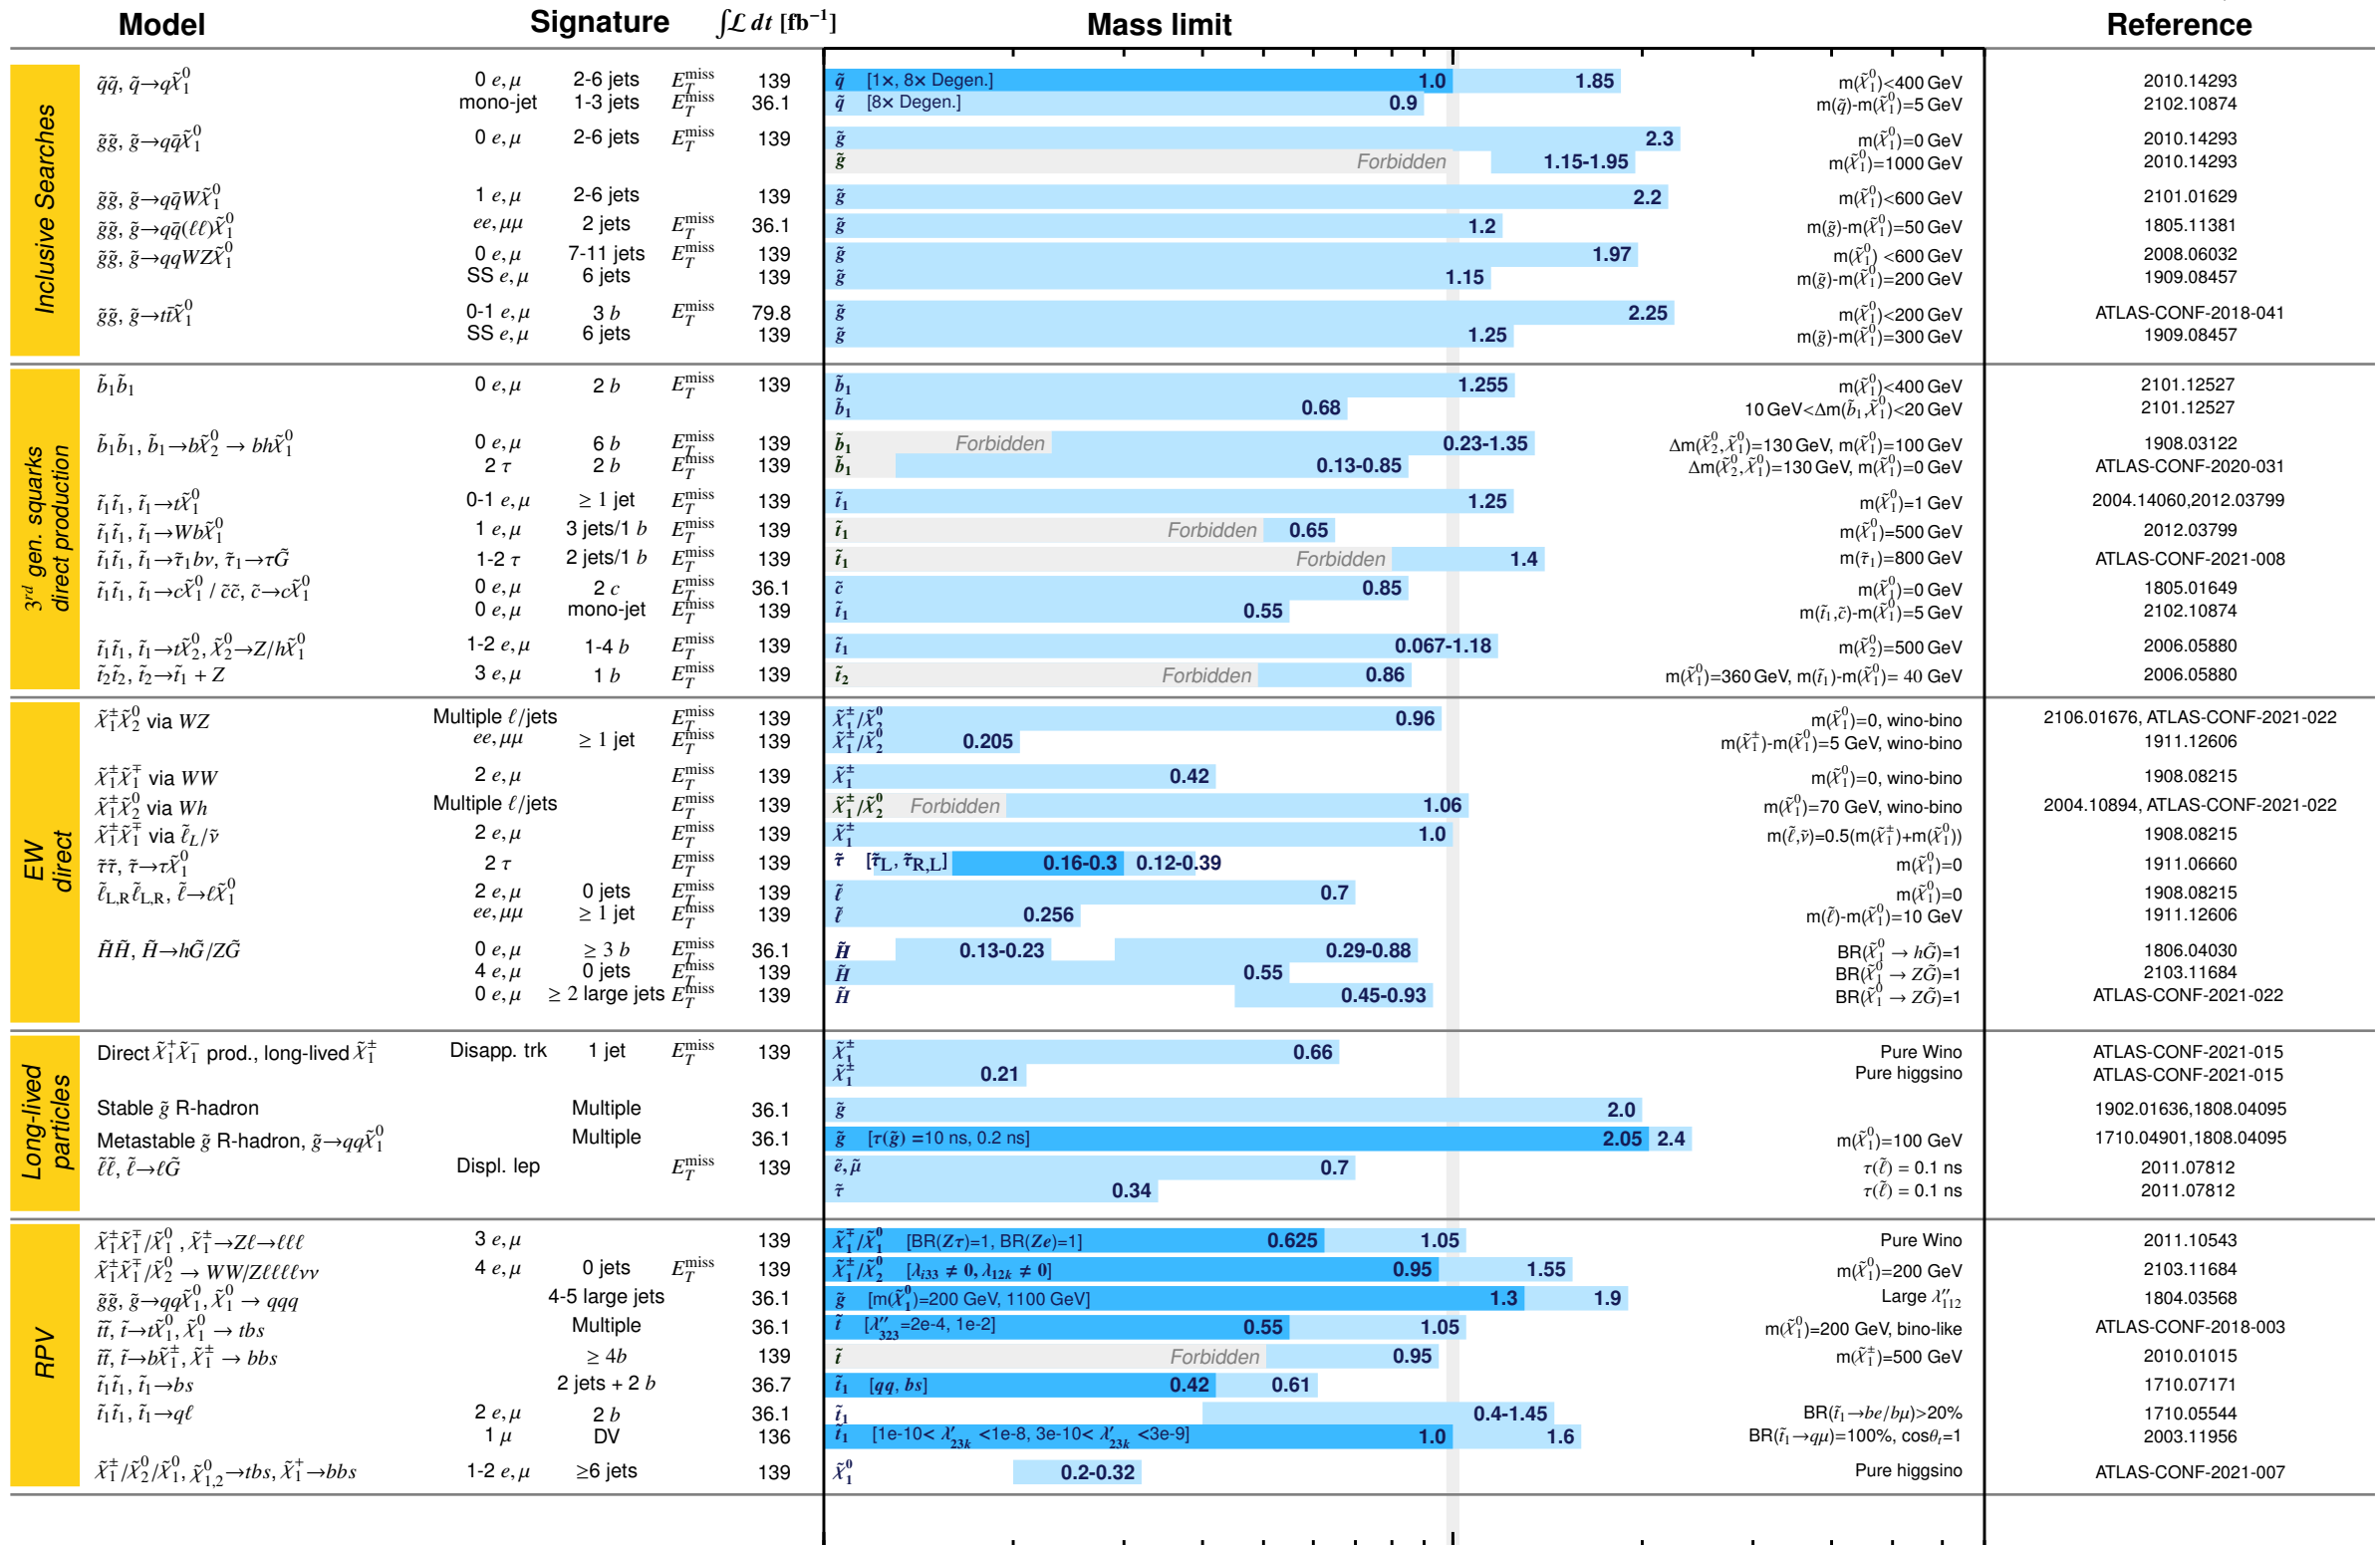 Model Signature ∫ℒ dt [fb⁻¹] Mass limit Reference
Inclusive Searches
q̃q̃, q̃→qχ̃₁⁰ 0 e, μ 2-6 jets E_T^miss 139 q̃ [1×, 8× Degen.] 1.0 1.85 m(χ̃₁⁰)<400 GeV 2010.14293
mono-jet 1-3 jets E_T^miss 36.1 q̃ [8× Degen.] 0.9 m(q̃)-m(χ̃₁⁰)=5 GeV 2102.10874
g̃g̃, g̃→qq̄χ̃₁⁰ 0 e, μ 2-6 jets E_T^miss 139 g̃ 2.3 m(χ̃₁⁰)=0 GeV 2010.14293
g̃ Forbidden 1.15-1.95 m(χ̃₁⁰)=1000 GeV 2010.14293
g̃g̃, g̃→qq̄Wχ̃₁⁰ 1 e, μ 2-6 jets 139 g̃ 2.2 m(χ̃₁⁰)<600 GeV 2101.01629
g̃g̃, g̃→qq̄(ℓℓ)χ̃₁⁰ ee, μμ 2 jets E_T^miss 36.1 g̃ 1.2 m(g̃)-m(χ̃₁⁰)=50 GeV 1805.11381
g̃g̃, g̃→qqWZχ̃₁⁰ 0 e, μ 7-11 jets E_T^miss 139 g̃ 1.97 m(χ̃₁⁰) <600 GeV 2008.06032
SS e, μ 6 jets 139 g̃ 1.15 m(g̃)-m(χ̃₁⁰)=200 GeV 1909.08457
g̃g̃, g̃→tt̄χ̃₁⁰ 0-1 e, μ 3 b E_T^miss 79.8 g̃ 2.25 m(χ̃₁⁰)<200 GeV ATLAS-CONF-2018-041
SS e, μ 6 jets 139 g̃ 1.25 m(g̃)-m(χ̃₁⁰)=300 GeV 1909.08457
3rd gen. squarks
direct production
b̃₁b̃₁ 0 e, μ 2 b E_T^miss 139 b̃₁ 1.255 m(χ̃₁⁰)<400 GeV 2101.12527
b̃₁ 0.68 10 GeV<Δm(b̃₁,χ̃₁⁰)<20 GeV 2101.12527
b̃₁b̃₁, b̃₁→bχ̃₂⁰ → bhχ̃₁⁰ 0 e, μ 6 b E_T^miss 139 b̃₁ Forbidden 0.23-1.35 Δm(χ̃₂⁰,χ̃₁⁰)=130 GeV, m(χ̃₁⁰)=100 GeV 1908.03122
2 τ 2 b E_T^miss 139 b̃₁ 0.13-0.85 Δm(χ̃₂⁰,χ̃₁⁰)=130 GeV, m(χ̃₁⁰)=0 GeV ATLAS-CONF-2020-031
t̃₁t̃₁, t̃₁→tχ̃₁⁰ 0-1 e, μ ≥ 1 jet E_T^miss 139 t̃₁ 1.25 m(χ̃₁⁰)=1 GeV 2004.14060,2012.03799
t̃₁t̃₁, t̃₁→Wbχ̃₁⁰ 1 e, μ 3 jets/1 b E_T^miss 139 t̃₁ Forbidden 0.65 m(χ̃₁⁰)=500 GeV 2012.03799
t̃₁t̃₁, t̃₁→τ̃₁bν, τ̃₁→τG̃ 1-2 τ 2 jets/1 b E_T^miss 139 t̃₁ Forbidden 1.4 m(τ̃₁)=800 GeV ATLAS-CONF-2021-008
t̃₁t̃₁, t̃₁→cχ̃₁⁰ / c̃c̃, c̃→cχ̃₁⁰ 0 e, μ 2 c E_T^miss 36.1 c̃ 0.85 m(χ̃₁⁰)=0 GeV 1805.01649
0 e, μ mono-jet E_T^miss 139 t̃₁ 0.55 m(t̃₁,c̃)-m(χ̃₁⁰)=5 GeV 2102.10874
t̃₁t̃₁, t̃₁→tχ̃₂⁰, χ̃₂⁰→Z/hχ̃₁⁰ 1-2 e, μ 1-4 b E_T^miss 139 t̃₁ 0.067-1.18 m(χ̃₂⁰)=500 GeV 2006.05880
t̃₂t̃₂, t̃₂→t̃₁ + Z 3 e, μ 1 b E_T^miss 139 t̃₂ Forbidden 0.86 m(χ̃₁⁰)=360 GeV, m(t̃₁)-m(χ̃₁⁰)= 40 GeV 2006.05880
EW
direct
χ̃₁±χ̃₂⁰ via WZ Multiple ℓ/jets E_T^miss 139 χ̃₁±/χ̃₂⁰ 0.96 m(χ̃₁⁰)=0, wino-bino 2106.01676, ATLAS-CONF-2021-022
ee, μμ ≥ 1 jet E_T^miss 139 χ̃₁±/χ̃₂⁰ 0.205 m(χ̃₁±)-m(χ̃₁⁰)=5 GeV, wino-bino 1911.12606
χ̃₁±χ̃₁∓ via WW 2 e, μ E_T^miss 139 χ̃₁± 0.42 m(χ̃₁⁰)=0, wino-bino 1908.08215
χ̃₁±χ̃₂⁰ via Wh Multiple ℓ/jets E_T^miss 139 χ̃₁±/χ̃₂⁰ Forbidden 1.06 m(χ̃₁⁰)=70 GeV, wino-bino 2004.10894, ATLAS-CONF-2021-022
χ̃₁±χ̃₁∓ via ℓ̃_L/ν̃ 2 e, μ E_T^miss 139 χ̃₁± 1.0 m(ℓ̃,ν̃)=0.5(m(χ̃₁±)+m(χ̃₁⁰)) 1908.08215
τ̃τ̃, τ̃→τχ̃₁⁰ 2 τ E_T^miss 139 τ̃ [τ̃_L, τ̃_R,L] 0.16-0.3 0.12-0.39 m(χ̃₁⁰)=0 1911.06660
ℓ̃_L,Rℓ̃_L,R, ℓ̃→ℓχ̃₁⁰ 2 e, μ 0 jets E_T^miss 139 ℓ̃ 0.7 m(χ̃₁⁰)=0 1908.08215
ee, μμ ≥ 1 jet E_T^miss 139 ℓ̃ 0.256 m(ℓ̃)-m(χ̃₁⁰)=10 GeV 1911.12606
H̃H̃, H̃→hG̃/ZG̃ 0 e, μ ≥ 3 b E_T^miss 36.1 H̃ 0.13-0.23 0.29-0.88 BR(χ̃₁⁰ → hG̃)=1 1806.04030
4 e, μ 0 jets E_T^miss 139 H̃ 0.55 BR(χ̃₁⁰ → ZG̃)=1 2103.11684
0 e, μ ≥ 2 large jets E_T^miss 139 H̃ 0.45-0.93 BR(χ̃₁⁰ → ZG̃)=1 ATLAS-CONF-2021-022
Long-lived
particles
Direct χ̃₁⁺χ̃₁⁻ prod., long-lived χ̃₁± Disapp. trk 1 jet E_T^miss 139 χ̃₁± 0.66 Pure Wino ATLAS-CONF-2021-015
χ̃₁± 0.21 Pure higgsino ATLAS-CONF-2021-015
Stable g̃ R-hadron Multiple 36.1 g̃ 2.0 1902.01636,1808.04095
Metastable g̃ R-hadron, g̃→qqχ̃₁⁰ Multiple 36.1 g̃ [τ(g̃) =10 ns, 0.2 ns] 2.05 2.4 m(χ̃₁⁰)=100 GeV 1710.04901,1808.04095
ℓ̃ℓ̃, ℓ̃→ℓG̃ Displ. lep E_T^miss 139 ẽ, μ̃ 0.7 τ(ℓ̃) = 0.1 ns 2011.07812
τ̃ 0.34 τ(ℓ̃) = 0.1 ns 2011.07812
RPV
χ̃₁±χ̃₁∓/χ̃₁⁰ , χ̃₁±→Zℓ→ℓℓℓ 3 e, μ 139 χ̃₁∓/χ̃₁⁰ [BR(Zτ)=1, BR(Ze)=1] 0.625 1.05 Pure Wino 2011.10543
χ̃₁±χ̃₁∓/χ̃₂⁰ → WW/Zℓℓℓℓνν 4 e, μ 0 jets E_T^miss 139 χ̃₁±/χ̃₂⁰ [λ_i33 ≠ 0, λ_12k ≠ 0] 0.95 1.55 m(χ̃₁⁰)=200 GeV 2103.11684
g̃g̃, g̃→qqχ̃₁⁰, χ̃₁⁰ → qqq 4-5 large jets 36.1 g̃ [m(χ̃₁⁰)=200 GeV, 1100 GeV] 1.3 1.9 Large λ″₁₁₂ 1804.03568
t̃t̃, t̃→tχ̃₁⁰, χ̃₁⁰ → tbs Multiple 36.1 t̃ [λ″₃₂₃=2e-4, 1e-2] 0.55 1.05 m(χ̃₁⁰)=200 GeV, bino-like ATLAS-CONF-2018-003
t̃t̃, t̃→bχ̃₁±, χ̃₁± → bbs ≥ 4b 139 t̃ Forbidden 0.95 m(χ̃₁±)=500 GeV 2010.01015
t̃₁t̃₁, t̃₁→bs 2 jets + 2 b 36.7 t̃₁ [qq, bs] 0.42 0.61 1710.07171
t̃₁t̃₁, t̃₁→qℓ 2 e, μ 2 b 36.1 t̃₁ 0.4-1.45 BR(t̃₁→be/bμ)>20% 1710.05544
1 μ DV 136 t̃₁ [1e-10< λ′_23k <1e-8, 3e-10< λ′_23k <3e-9] 1.0 1.6 BR(t̃₁→qμ)=100%, cosθ_t=1 2003.11956
χ̃₁±/χ̃₂⁰/χ̃₁⁰, χ̃₁,₂⁰→tbs, χ̃₁⁺→bbs 1-2 e, μ ≥6 jets 139 χ̃₁⁰ 0.2-0.32 Pure higgsino ATLAS-CONF-2021-007